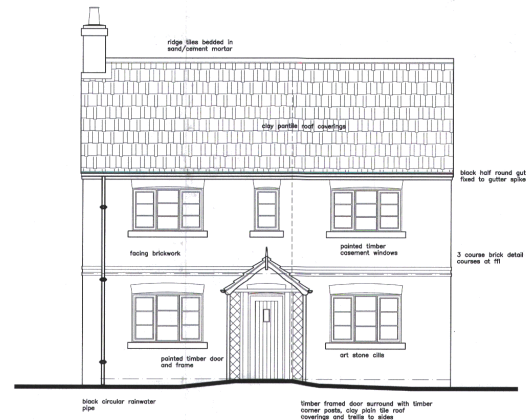 ridge tiles bedded in
sand/cement mortar
clay pantile roof coverings
black half round gut
fixed to gutter spike
facing brickwork
painted timber
casement windows
3 course brick detail
courses at ffl
painted timber door
and frame
art stone cills
black circular rainwater
pipe
timber framed door surround with timber
corner posts, clay plain tile roof
coverings and trellis to sides